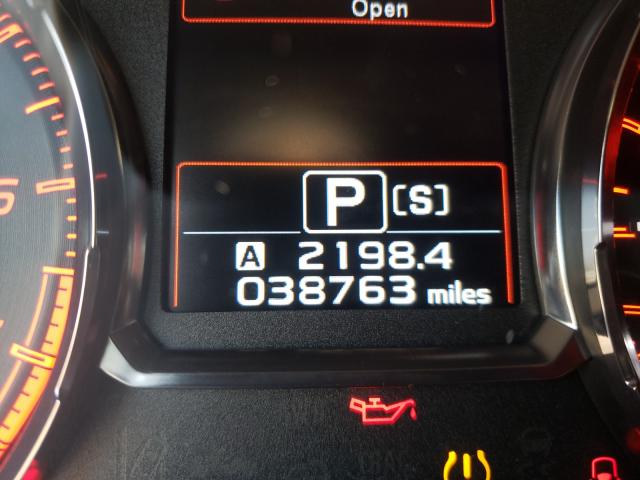 Open
P [S]
A 2198.4
038763 miles